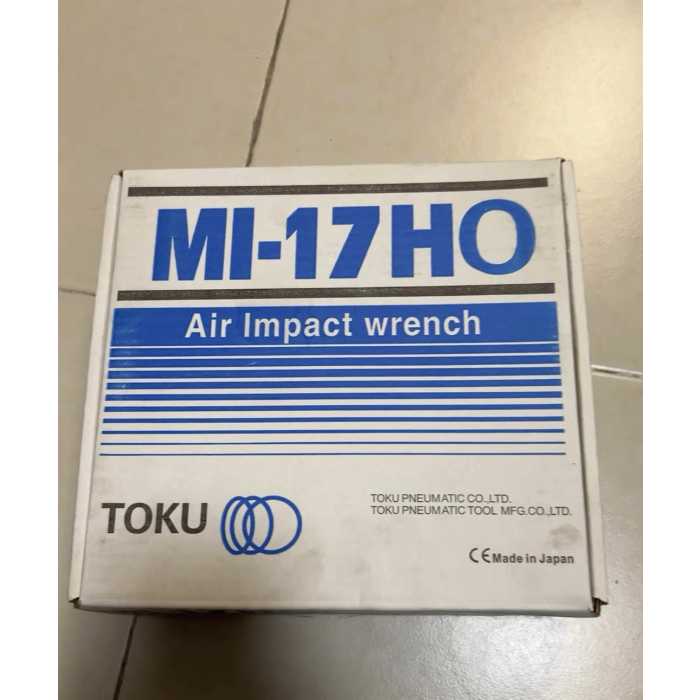 MI-17HO
Air Impact wrench
TOKU
TOKU PNEUMATIC CO.,LTD.
TOKU PNEUMATIC TOOL MFG.CO.,LTD.
CE Made in Japan